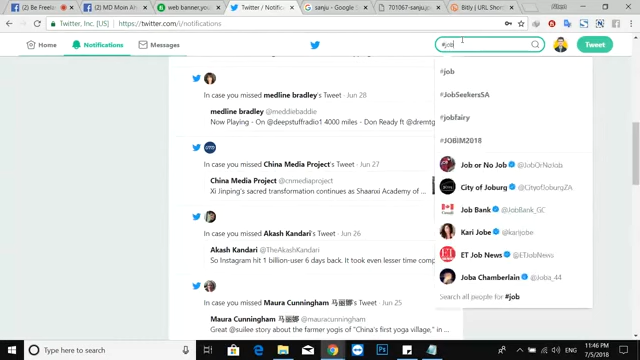 (2) Facebook
(2) MD Moin Ah
web banner,you
Twitter / Notific
sanju - Google S
701067-sanjupo
Bitly | URL Shor
Twitter, Inc. [US] https://twitter.com/i/notifications
Home
Notifications
Messages
#job
Tweet
In case you missed medline bradley's Tweet · Jun 28
medline bradley @meddiebaddie
Now Playing - On @deepstuffradio1 4000 miles - Don Ready ft @dremtg
In case you missed China Media Project's Tweet · Jun 27
China Media Project @cnmediaproject
Xi Jinping's sacred transformation continues as Shaanxi Academy of ...
In case you missed Akash Kandari's Tweet · Jun 26
Akash Kandari @TheAkashKandari
So Instagram hit 1 billion-user 6 days back. It took even lesser time comp
In case you missed Maura Cunningham 马丽娜's Tweet · Jun 25
Maura Cunningham 马丽娜 @mauracunningham
Great @suilee story about the farmer yogis of "China's first yoga village," in ...
#job
#JobSeekersSA
#jobfairy
#JOBIM2018
Job or No Job @JobOrNoJob
City of Joburg @CityofJoburgZA
Job Bank @JobBank_GC
Kari Jobe @karijobe
ET Job News @ETJobNews
Joba Chamberlain @Joba_44
Search all people for #job
Type here to search
ENG
11:46 PM
7/5/2018